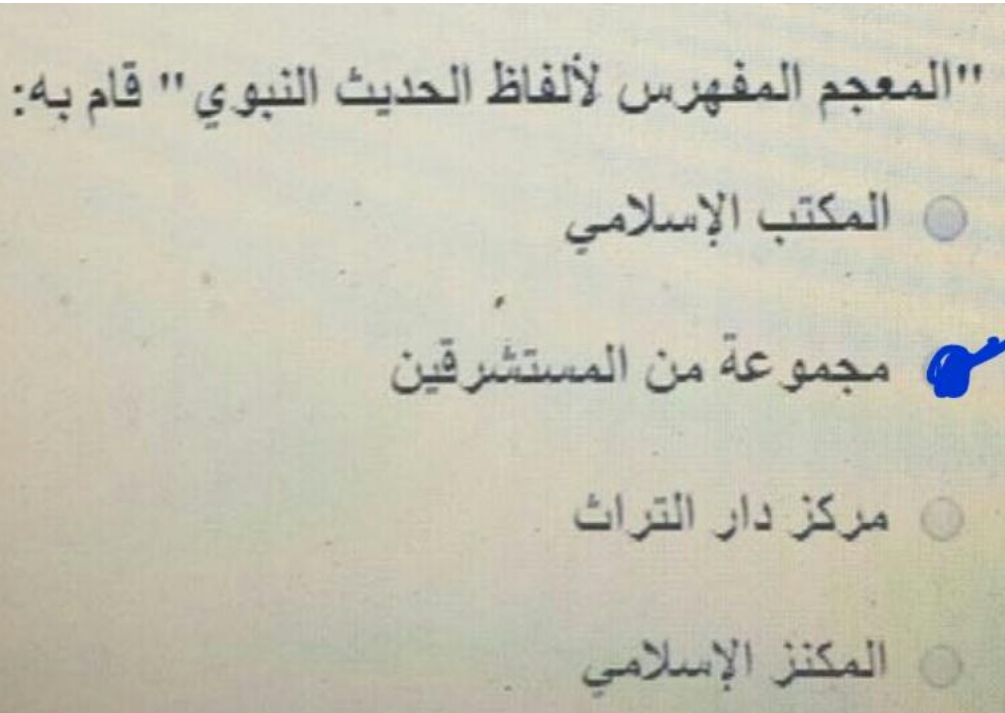 "المعجم المفهرس لألفاظ الحديث النبوي" قام به:
المكتب الإسلامي
مجموعة من المستشرقين
مركز دار التراث
المكنز الإسلامي